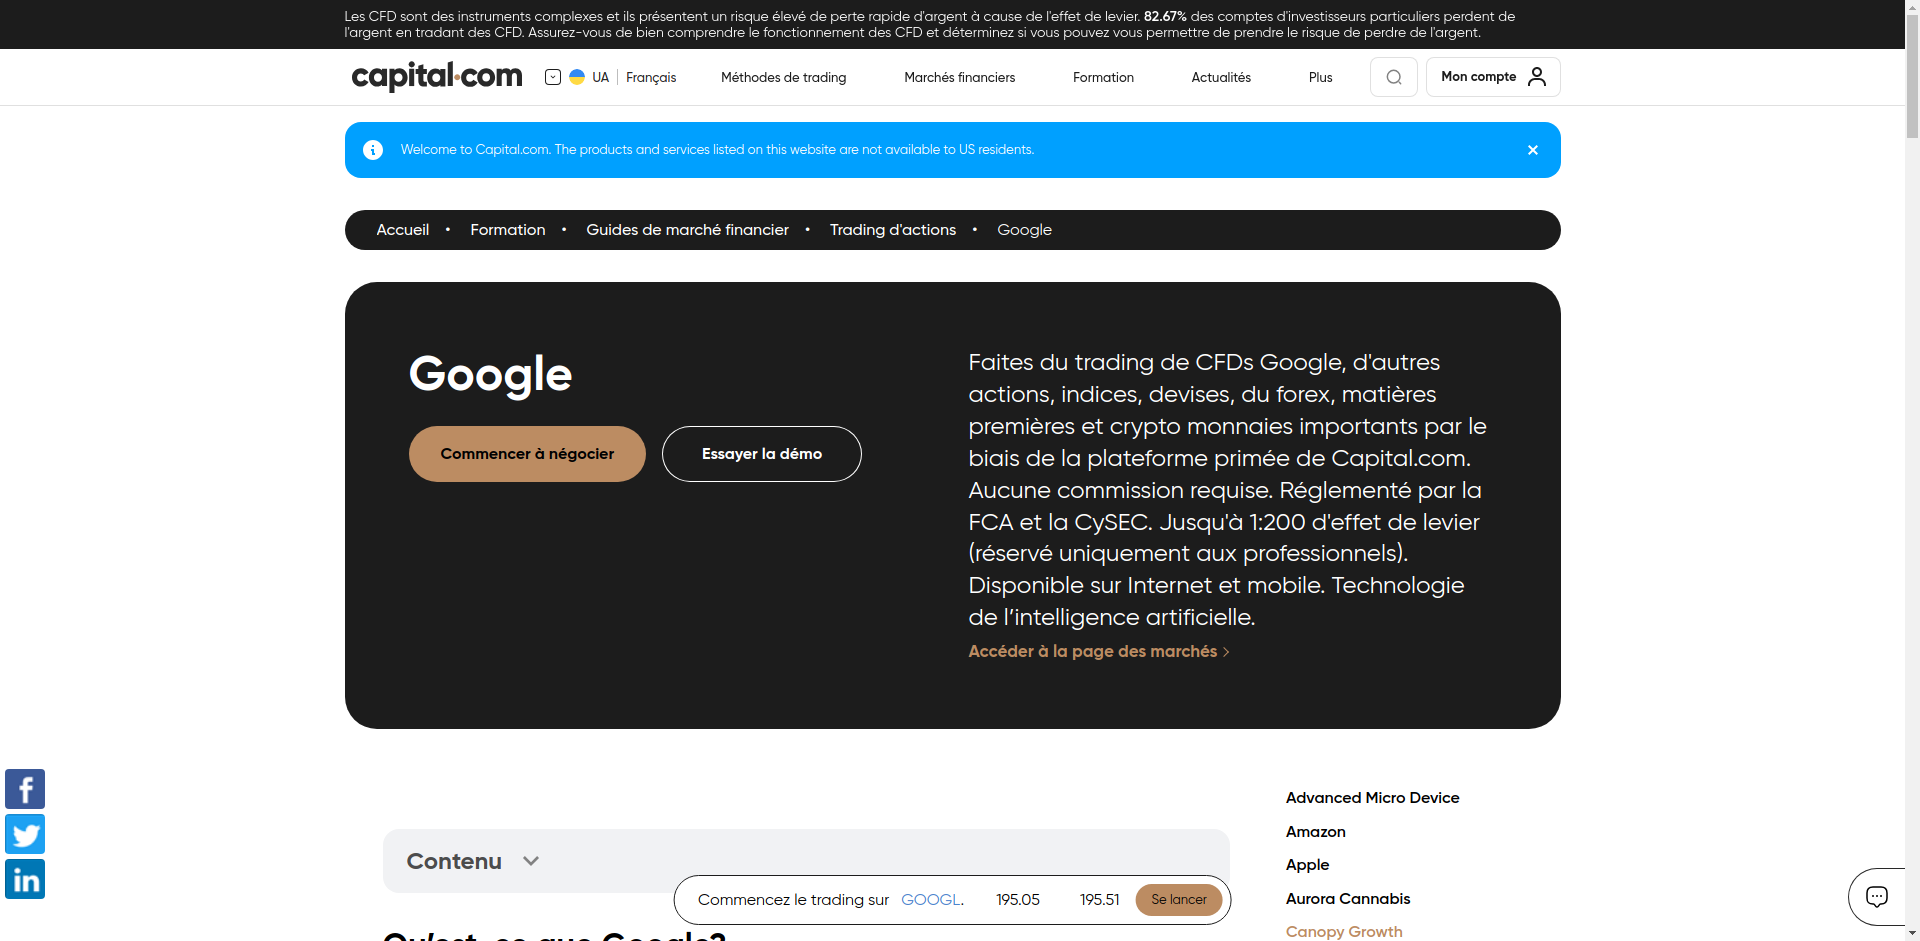 Les CFD sont des instruments complexes et ils présentent un risque élevé de perte rapide d'argent à cause de l'effet de levier. 82.67% des comptes d'investisseurs particuliers perdent de
l'argent en tradant des CFD. Assurez-vous de bien comprendre le fonctionnement des CFD et déterminez si vous pouvez vous permettre de prendre le risque de perdre de l'argent.
capital.com UA Français Méthodes de trading Marchés financiers Formation Actualités Plus Mon compte
Welcome to Capital.com. The products and services listed on this website are not available to US residents.
Accueil • Formation • Guides de marché financier • Trading d'actions • Google
Google
Commencer à négocier Essayer la démo
Faites du trading de CFDs Google, d'autres
actions, indices, devises, du forex, matières
premières et crypto monnaies importants par le
biais de la plateforme primée de Capital.com.
Aucune commission requise. Réglementé par la
FCA et la CySEC. Jusqu'à 1:200 d'effet de levier
(réservé uniquement aux professionnels).
Disponible sur Internet et mobile. Technologie
de l’intelligence artificielle.
Accéder à la page des marchés
Contenu
Commencez le trading sur GOOGL. 195.05 195.51 Se lancer
Qu'est-ce que Google?
Advanced Micro Device
Amazon
Apple
Aurora Cannabis
Canopy Growth